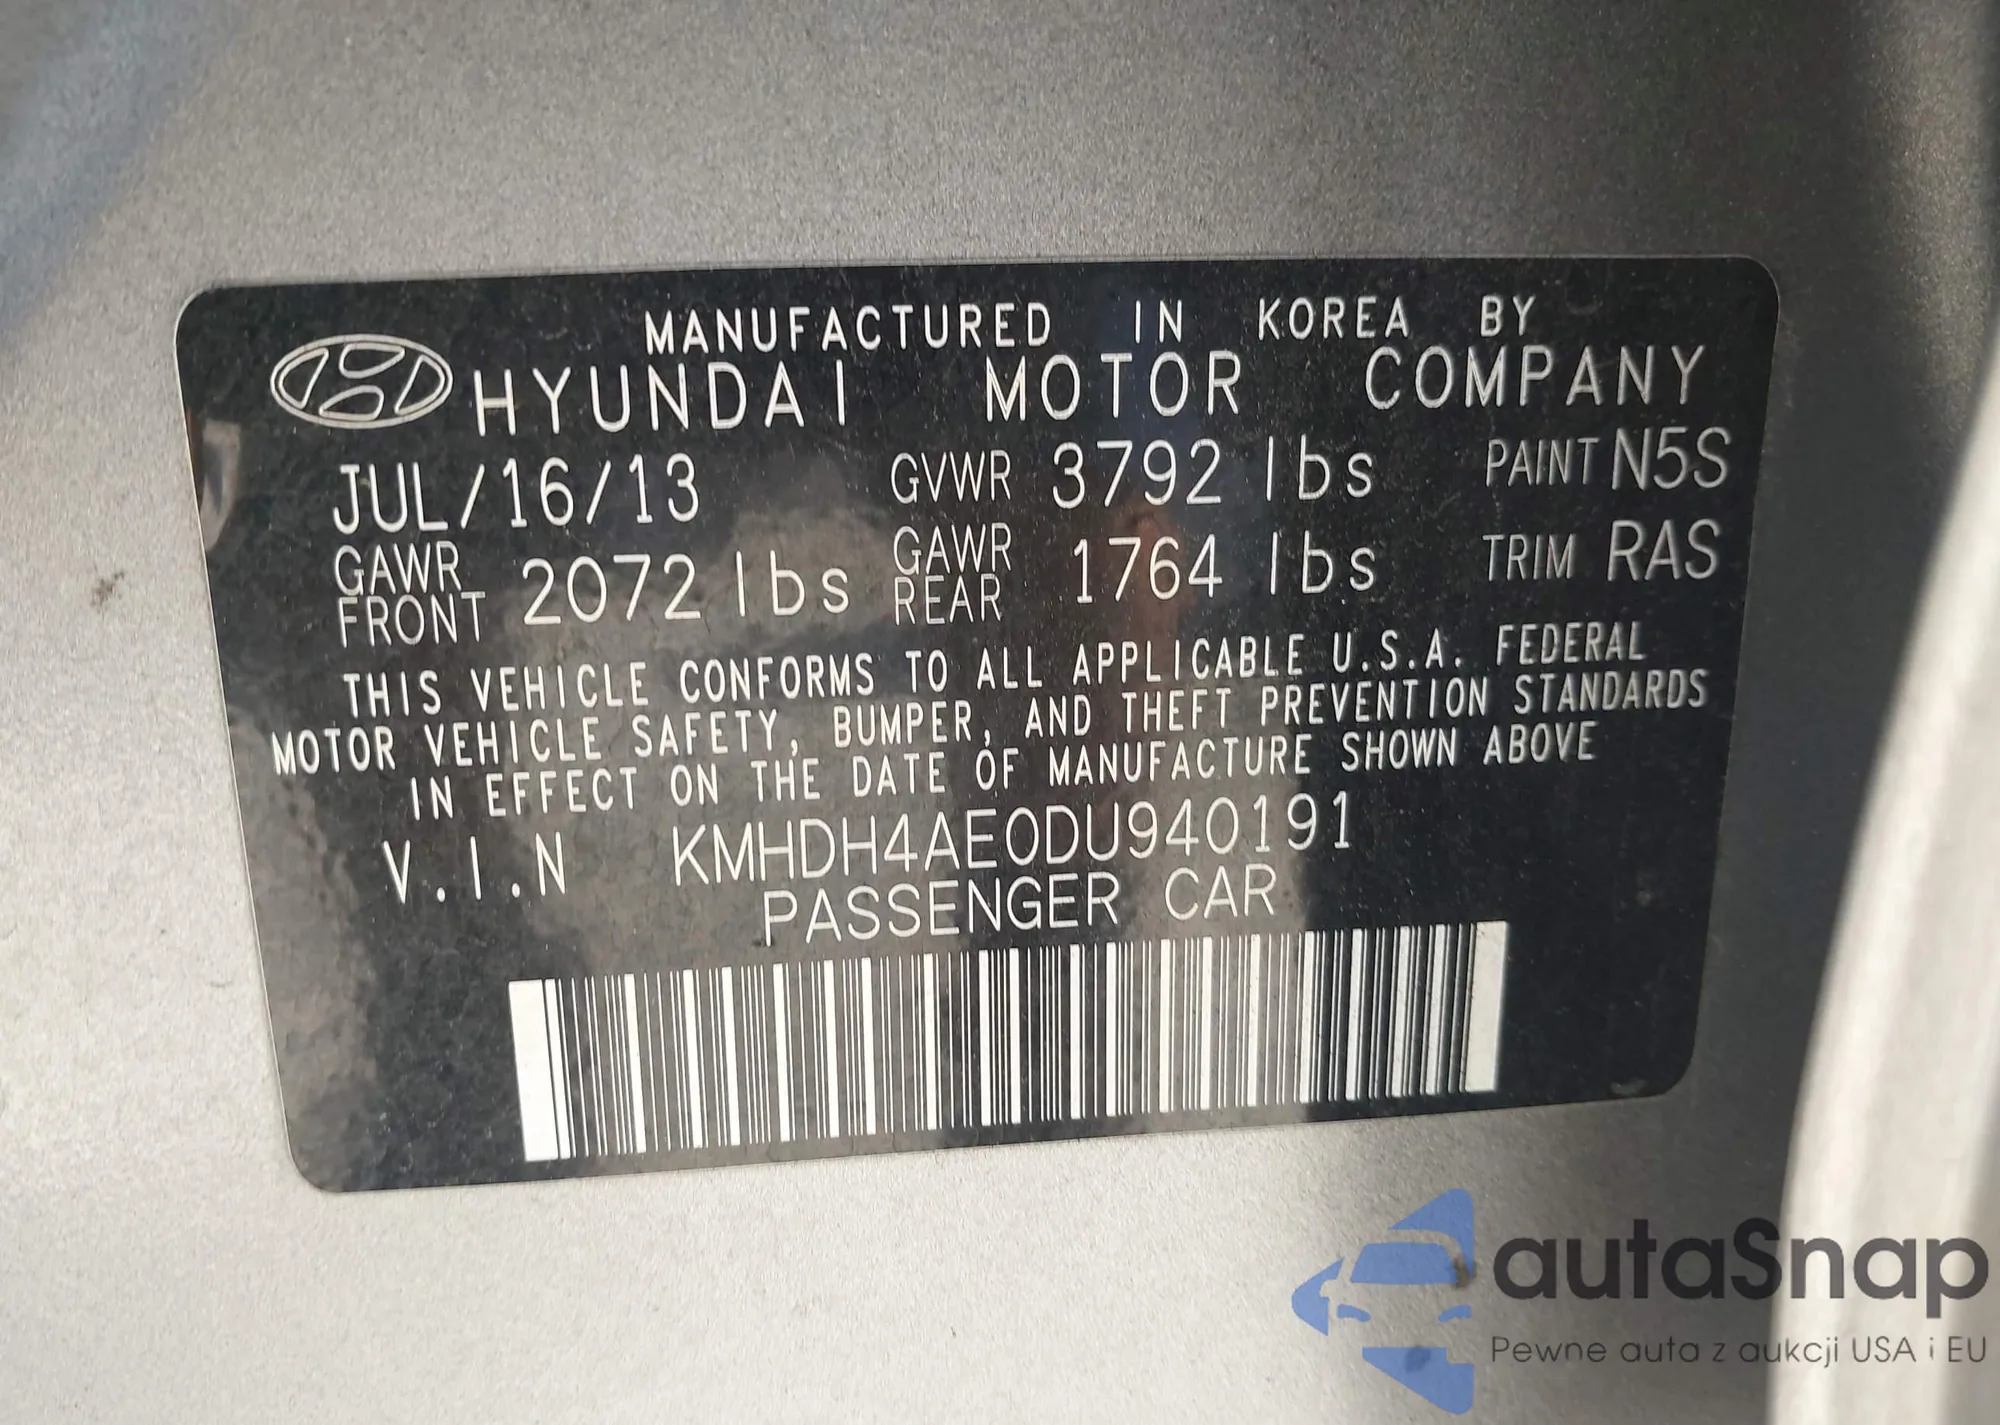 MANUFACTURED IN KOREA BY
HYUNDAI MOTOR COMPANY
JUL/16/13 GVWR 3792 lbs PAINT N5S
GAWR FRONT 2072 lbs GAWR REAR 1764 lbs TRIM RAS
THIS VEHICLE CONFORMS TO ALL APPLICABLE U.S.A. FEDERAL
MOTOR VEHICLE SAFETY, BUMPER, AND THEFT PREVENTION STANDARDS
IN EFFECT ON THE DATE OF MANUFACTURE SHOWN ABOVE
V.I.N KMHDH4AE0DU940191
PASSENGER CAR
autaSnap
Pewne auta z aukcji USA i EU